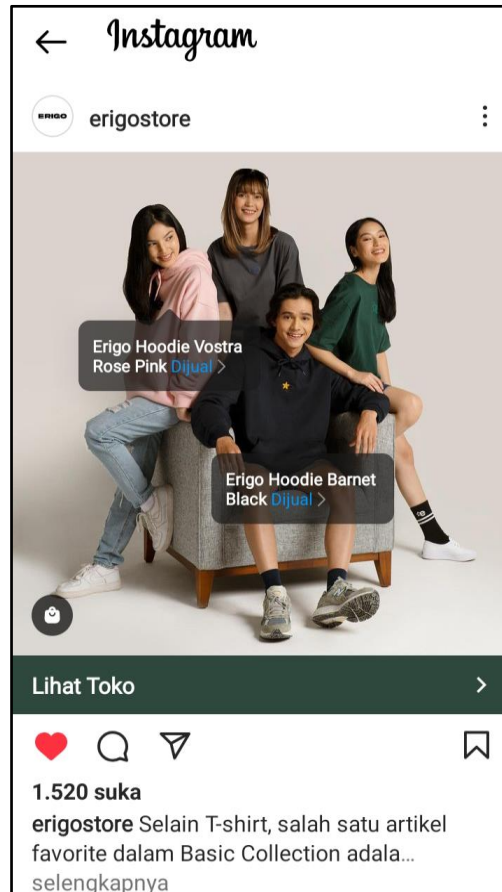 Instagram
ERIGO
erigostore
Erigo Hoodie Vostra
Rose Pink Dijual >
Erigo Hoodie Barnet
Black Dijual >
Lihat Toko
1.520 suka
erigostore Selain T-shirt, salah satu artikel
favorite dalam Basic Collection adala...
selengkapnya